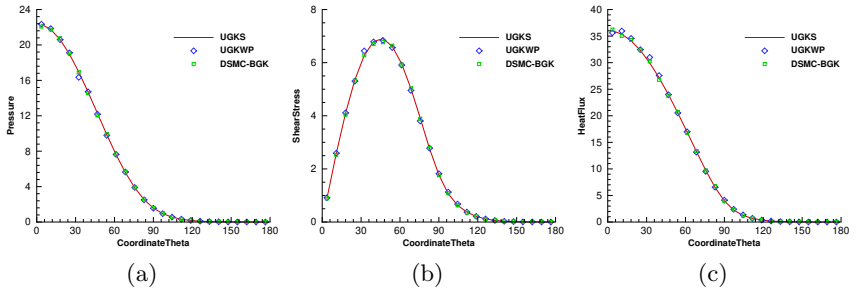 Pressure
24
20
16
12
8
4
0
0 30 60 90 120 150 180
CoordinateTheta
UGKS
UGKWP
DSMC-BGK
(a)
ShearStress
8
6
4
2
0
0 30 60 90 120 150 180
CoordinateTheta
UGKS
UGKWP
DSMC-BGK
(b)
HeatFlux
40
35
30
25
20
15
10
5
0
0 30 60 90 120 150 180
CoordinateTheta
UGKS
UGKWP
DSMC-BGK
(c)